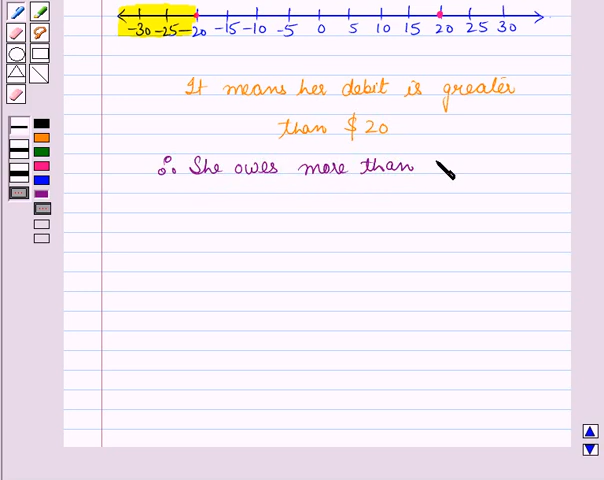 -30 -25 -20 -15 -10 -5 0 5 10 15 20 25 30
It means her debit is greater
than $20
∴ She owes more than